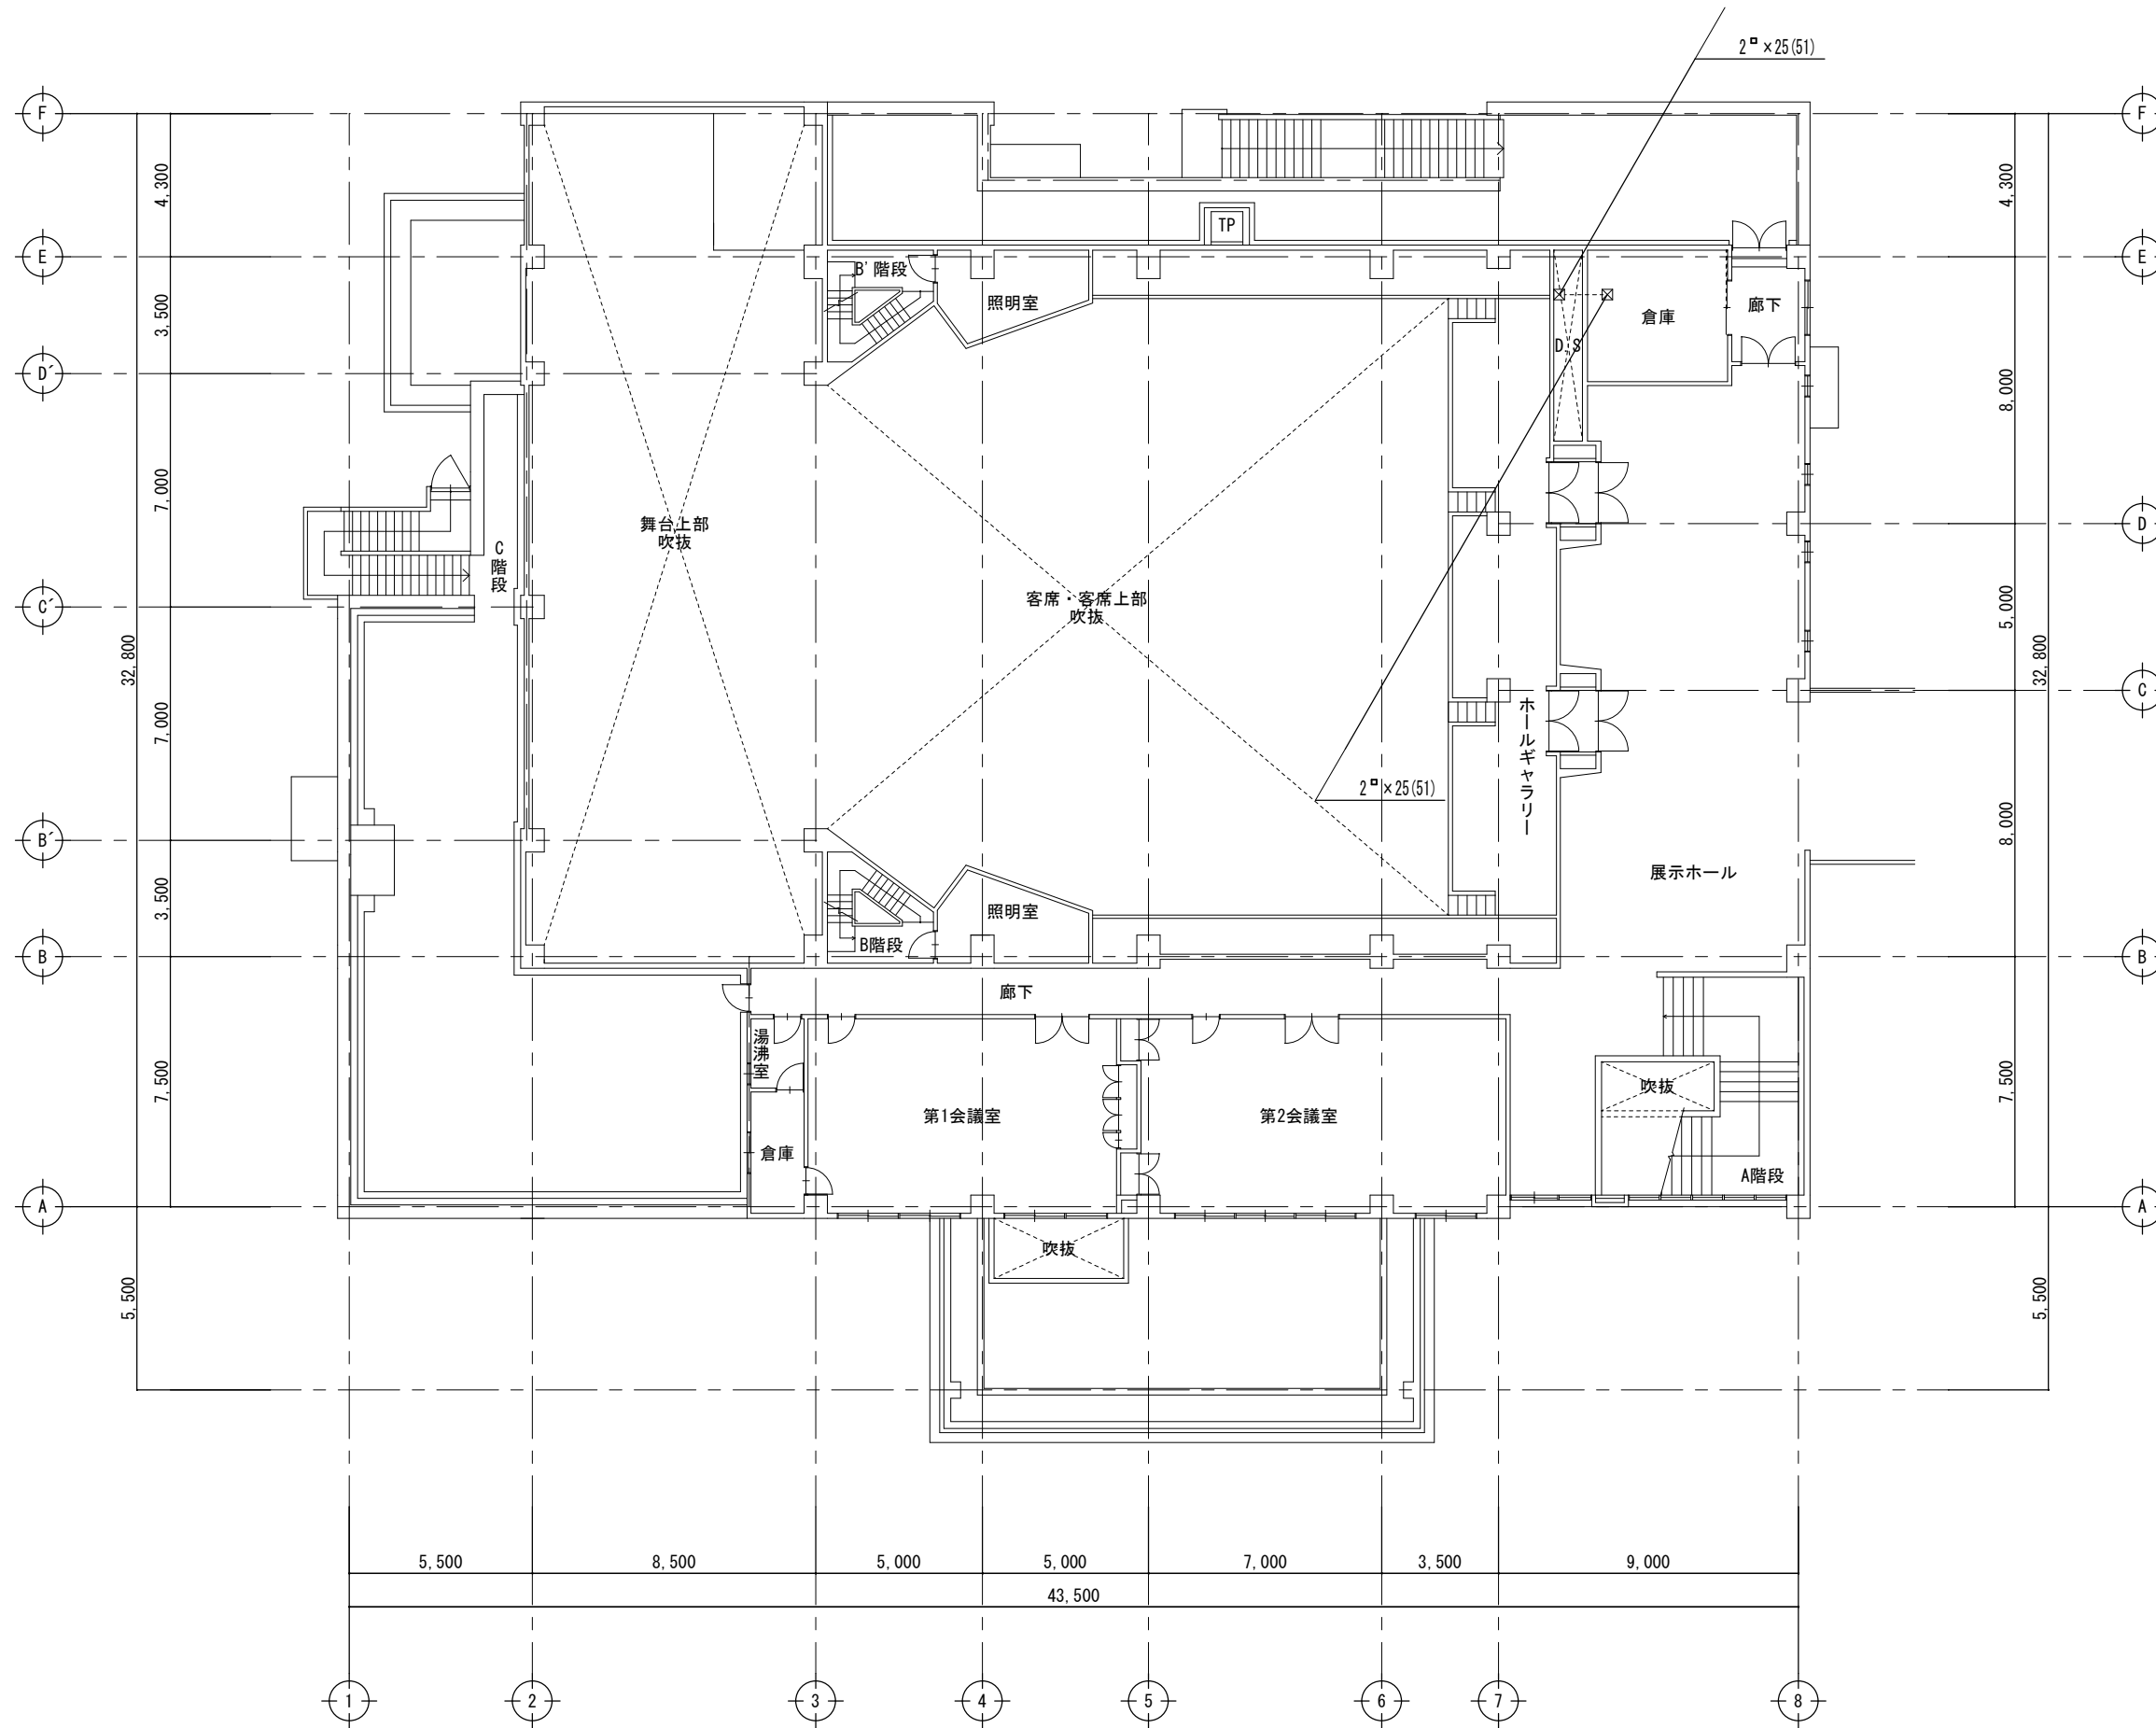 2□×25(51)
F
F
4,300
4,300
TP
E
E
B'階段
照明室
倉庫
廊下
3,500
D.S
D´
8,000
7,000
舞台上部
吹抜
D
C階段
客席・客席上部
吹抜
C´
5,000
32,800
32,800
C
7,000
ホールギャラリー
2□×25(51)
B´
8,000
展示ホール
3,500
照明室
B階段
B
B
廊下
湯沸室
7,500
7,500
吹抜
第1会議室
第2会議室
倉庫
A階段
A
A
吹抜
5,500
5,500
5,500
8,500
5,000
5,000
7,000
3,500
9,000
43,500
1
2
3
4
5
6
7
8